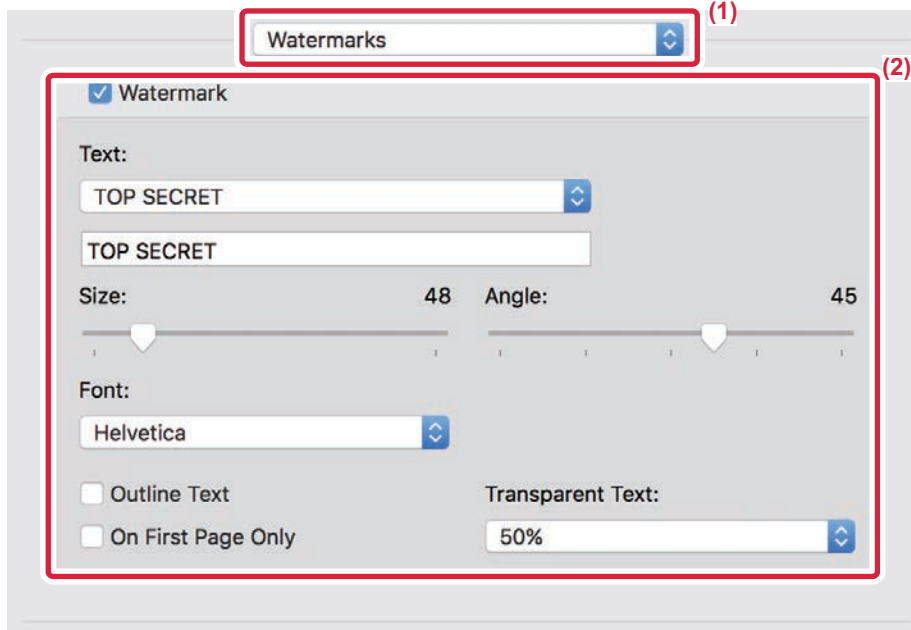 (1)
Watermarks
(2)
Watermark
Text:
TOP SECRET
TOP SECRET
Size: 48 Angle: 45
Font:
Helvetica
Outline Text Transparent Text:
On First Page Only 50%